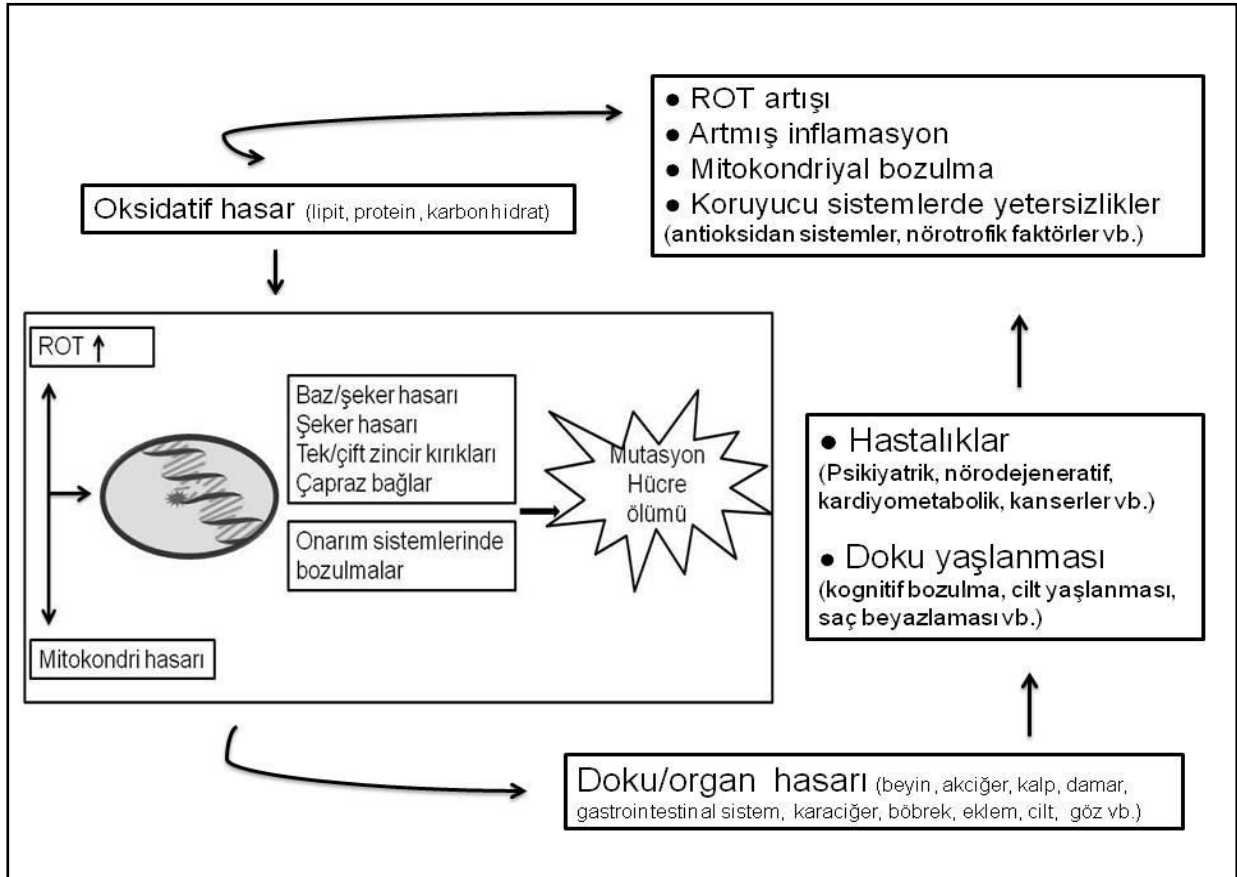 ● ROT artışı
● Artmış inflamasyon
● Mitokondriyal bozulma
● Koruyucu sistemlerde yetersizlikler
(antioksidan sistemler, nörotrofik faktörler vb.)
Oksidatif hasar (lipit, protein, karbonhidrat)
ROT ↑
Baz/şeker hasarı
Şeker hasarı
Tek/çift zincir kırıkları
Çapraz bağlar
Onarım sistemlerinde
bozulmalar
Mutasyon
Hücre
ölümü
Mitokondri hasarı
● Hastalıklar
(Psikiyatrik, nörodejeneratif,
kardiyometabolik, kanserler vb.)
● Doku yaşlanması
(kognitif bozulma, cilt yaşlanması,
saç beyazlaması vb.)
Doku/organ hasarı (beyin, akciğer, kalp, damar,
gastrointestinal sistem, karaciğer, böbrek, eklem, cilt, göz vb.)